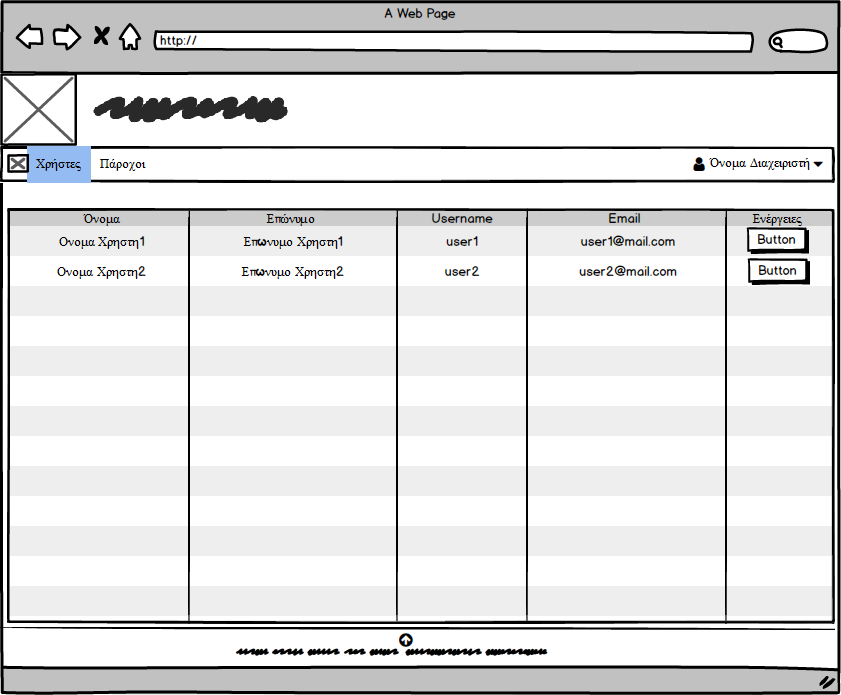 A Web Page
http://
Χρήστες Πάροχοι Όνομα Διαχειριστή
Όνομα Επώνυμο Username Email Ενέργειες
Ονομα Χρηστη1 Επωνυμο Χρηστη1 user1 user1@mail.com Button
Ονομα Χρηστη2 Επωνυμο Χρηστη2 user2 user2@mail.com Button